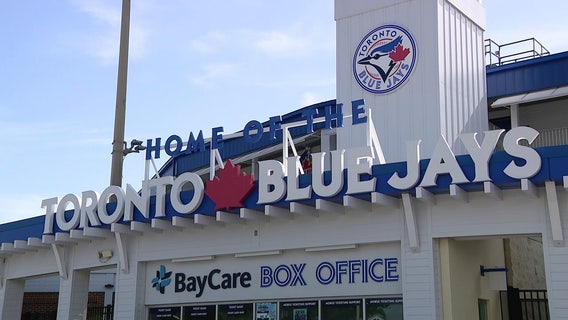 TORONTO
BLUE JAYS
HOME OF THE
TORONTO BLUE JAYS
BayCare BOX OFFICE